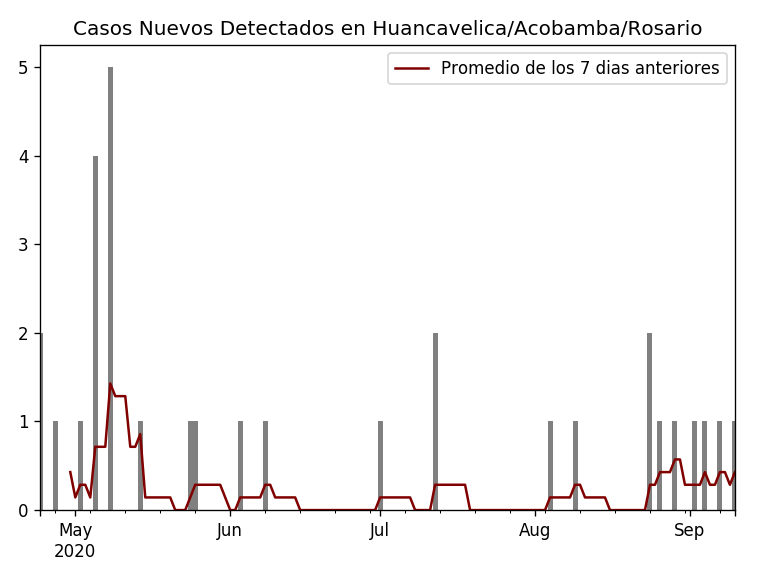 Casos Nuevos Detectados en Huancavelica/Acobamba/Rosario
Promedio de los 7 dias anteriores
5
4
3
2
1
0
May Jun Jul Aug Sep
2020